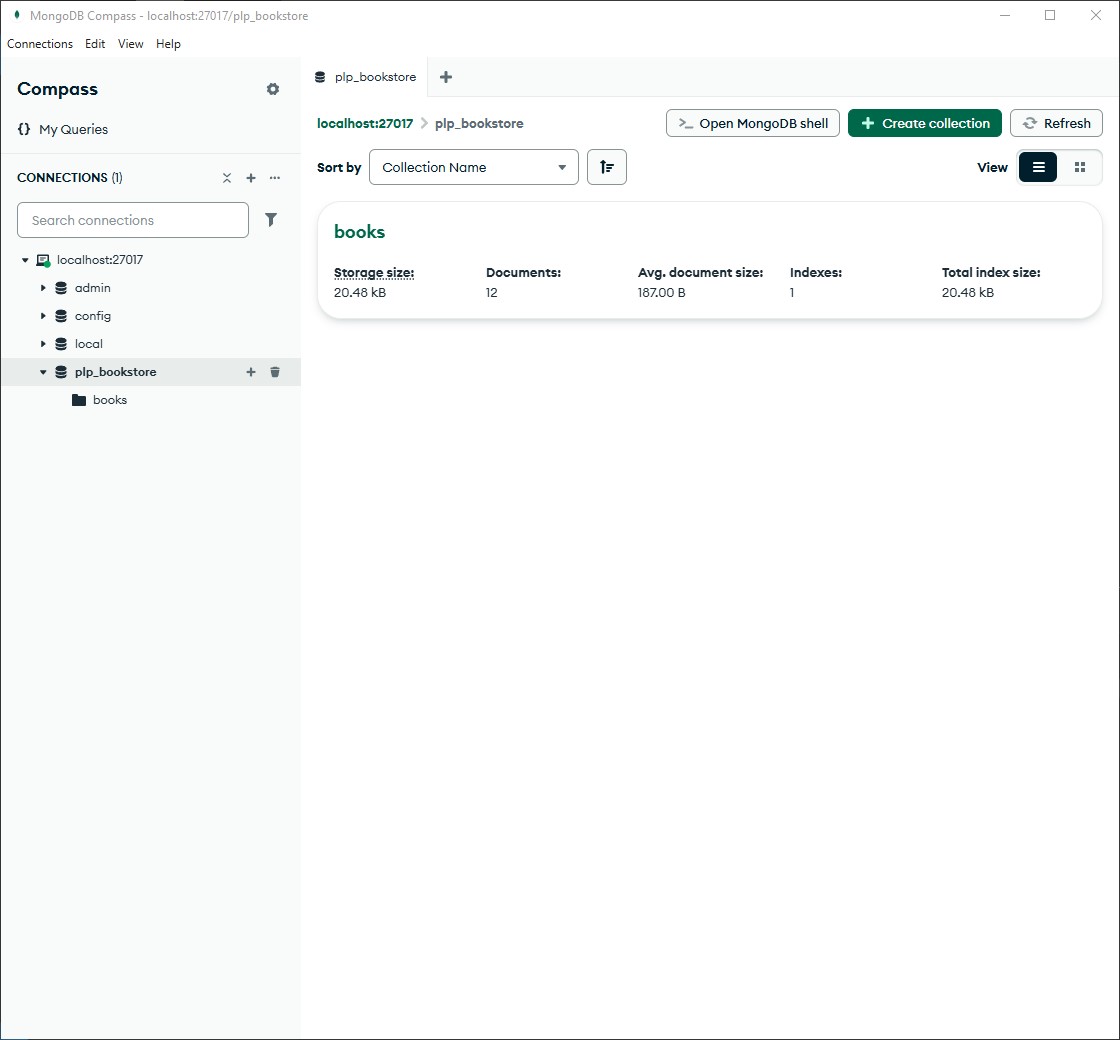 MongoDB Compass - localhost:27017/plp_bookstore
Connections Edit View Help
Compass
{} My Queries
CONNECTIONS (1)
Search connections
localhost:27017
admin
config
local
plp_bookstore
books
plp_bookstore
localhost:27017 > plp_bookstore
>_ Open MongoDB shell
+ Create collection
Refresh
Sort by Collection Name
View
books
Storage size: Documents: Avg. document size: Indexes: Total index size:
20.48 kB 12 187.00 B 1 20.48 kB